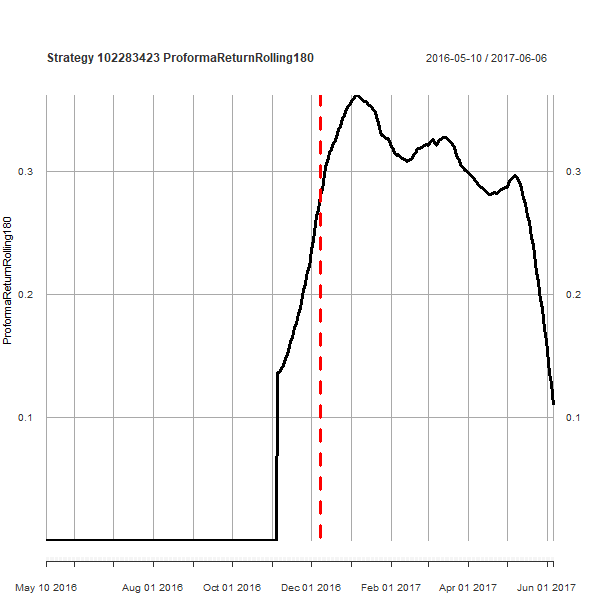 Strategy 102283423 ProformaReturnRolling180
2016-05-10 / 2017-06-06
ProformaReturnRolling180
0.3
0.3
0.2
0.2
0.1
0.1
May 10 2016
Aug 01 2016
Oct 01 2016
Dec 01 2016
Feb 01 2017
Apr 01 2017
Jun 01 2017